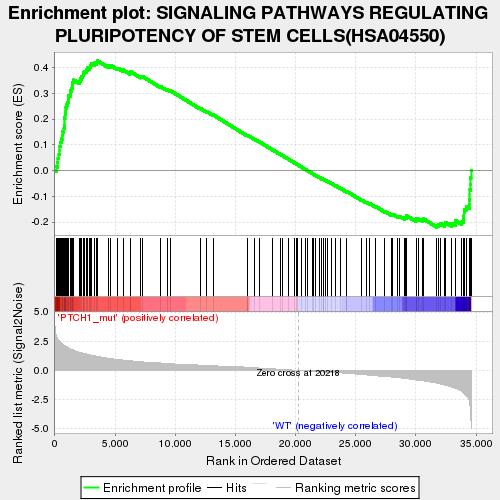 Enrichment plot: SIGNALING PATHWAYS REGULATING
PLURIPOTENCY OF STEM CELLS(HSA04550)
Enrichment score (ES)
0.4
0.3
0.2
0.1
0.0
-0.1
-0.2
Ranked list metric (Signal2Noise)
5.0
2.5
0.0
-2.5
-5.0
'PTCH1_mut' (positively correlated)
Zero cross at 20218
'WT' (negatively correlated)
0
5,000
10,000
15,000
20,000
25,000
30,000
35,000
Rank in Ordered Dataset
Enrichment profile
Hits
Ranking metric scores